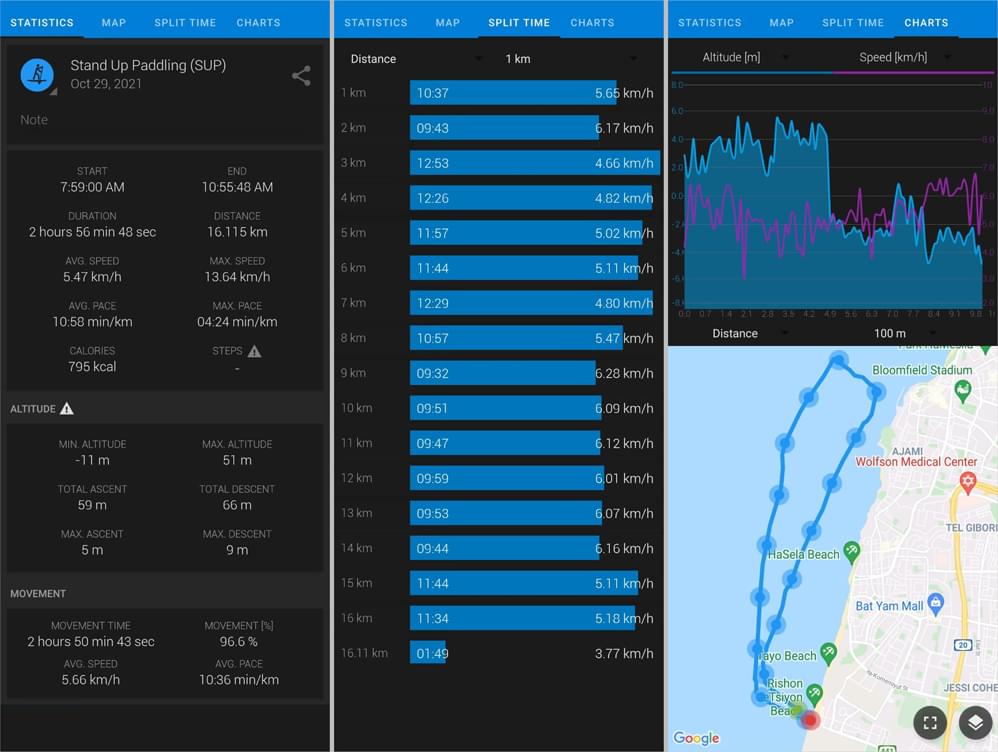 STATISTICS MAP SPLIT TIME CHARTS
Stand Up Paddling (SUP)
Oct 29, 2021
Note
START END
7:59:00 AM 10:55:48 AM
DURATION DISTANCE
2 hours 56 min 48 sec 16.115 km
AVG. SPEED MAX. SPEED
5.47 km/h 13.64 km/h
AVG. PACE MAX. PACE
10:58 min/km 04:24 min/km
CALORIES STEPS
795 kcal -
ALTITUDE
MIN. ALTITUDE MAX. ALTITUDE
-11 m 51 m
TOTAL ASCENT TOTAL DESCENT
59 m 66 m
MAX. ASCENT MAX. DESCENT
5 m 9 m
MOVEMENT
MOVEMENT TIME MOVEMENT [%]
2 hours 50 min 43 sec 96.6 %
AVG. SPEED AVG. PACE
5.66 km/h 10:36 min/km
STATISTICS MAP SPLIT TIME CHARTS
Distance 1 km
1 km 10:37 5.65 km/h
2 km 09:43 6.17 km/h
3 km 12:53 4.66 km/h
4 km 12:26 4.82 km/h
5 km 11:57 5.02 km/h
6 km 11:44 5.11 km/h
7 km 12:29 4.80 km/h
8 km 10:57 5.47 km/h
9 km 09:32 6.28 km/h
10 km 09:51 6.09 km/h
11 km 09:47 6.12 km/h
12 km 09:59 6.01 km/h
13 km 09:53 6.07 km/h
14 km 09:44 6.16 km/h
15 km 11:44 5.11 km/h
16 km 11:34 5.18 km/h
16.11 km 01:49 3.77 km/h
STATISTICS MAP SPLIT TIME CHARTS
Altitude [m] Speed [km/h]
8.0 10
6.0 9.0
4.0 8.0
2.0 7.0
0.0 6.0
-2 5.0
-4 4.0
-6 3.0
-8 2.0
0.0 0.7 1.4 2.1 2.8 3.5 4.2 4.9 5.6 6.3 7.0 7.7 8.4 9.1 9.8
Distance 100 m
Bloomfield Stadium
AJAMI
Wolfson Medical Center
TEL GIBORI
HaSela Beach
Bat Yam Mall
20
Tayo Beach
JESSI COHE
Rishon
Tsiyon
Beach
Google